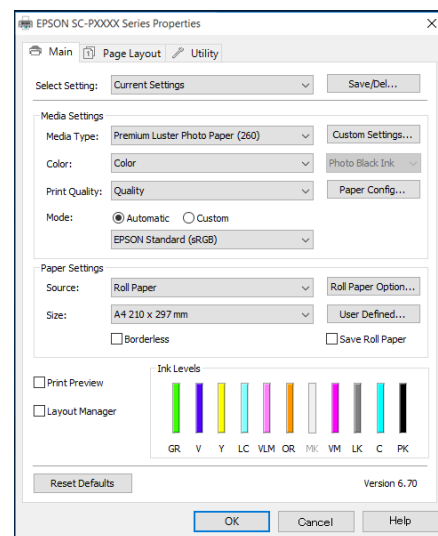 EPSON SC-PXXXX Series Properties
Main Page Layout Utility
Select Setting: Current Settings Save/Del...
Media Settings
Media Type: Premium Luster Photo Paper (260) Custom Settings...
Color: Color Photo Black Ink
Print Quality: Quality Paper Config...
Mode: Automatic Custom
EPSON Standard (sRGB)
Paper Settings
Source: Roll Paper Roll Paper Option...
Size: A4 210 x 297 mm User Defined...
Borderless Save Roll Paper
Ink Levels
Print Preview
Layout Manager
GR V Y LC VLM OR MK VM LK C PK
Reset Defaults Version 6.70
OK Cancel Help